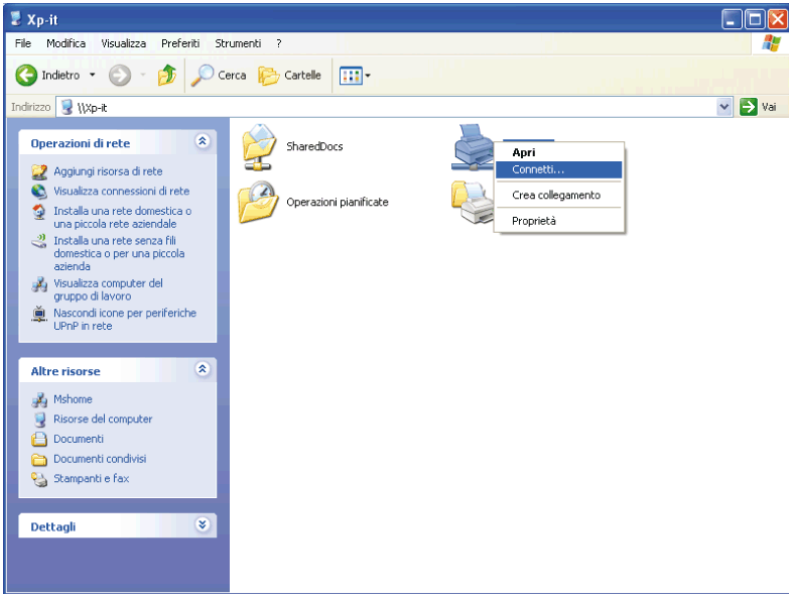 Xp-it
File Modifica Visualizza Preferiti Strumenti ?
Indietro Cerca Cartelle
Indirizzo \\Xp-it Vai
Operazioni di rete
Aggiungi risorsa di rete
Visualizza connessioni di rete
Installa una rete domestica o
una piccola rete aziendale
Installa una rete senza fili
domestica o per una piccola
azienda
Visualizza computer del
gruppo di lavoro
Nascondi icone per periferiche
UPnP in rete
Altre risorse
Mshome
Risorse del computer
Documenti
Documenti condivisi
Stampanti e fax
Dettagli
SharedDocs
Operazioni pianificate
Apri
Connetti...
Crea collegamento
Proprietà